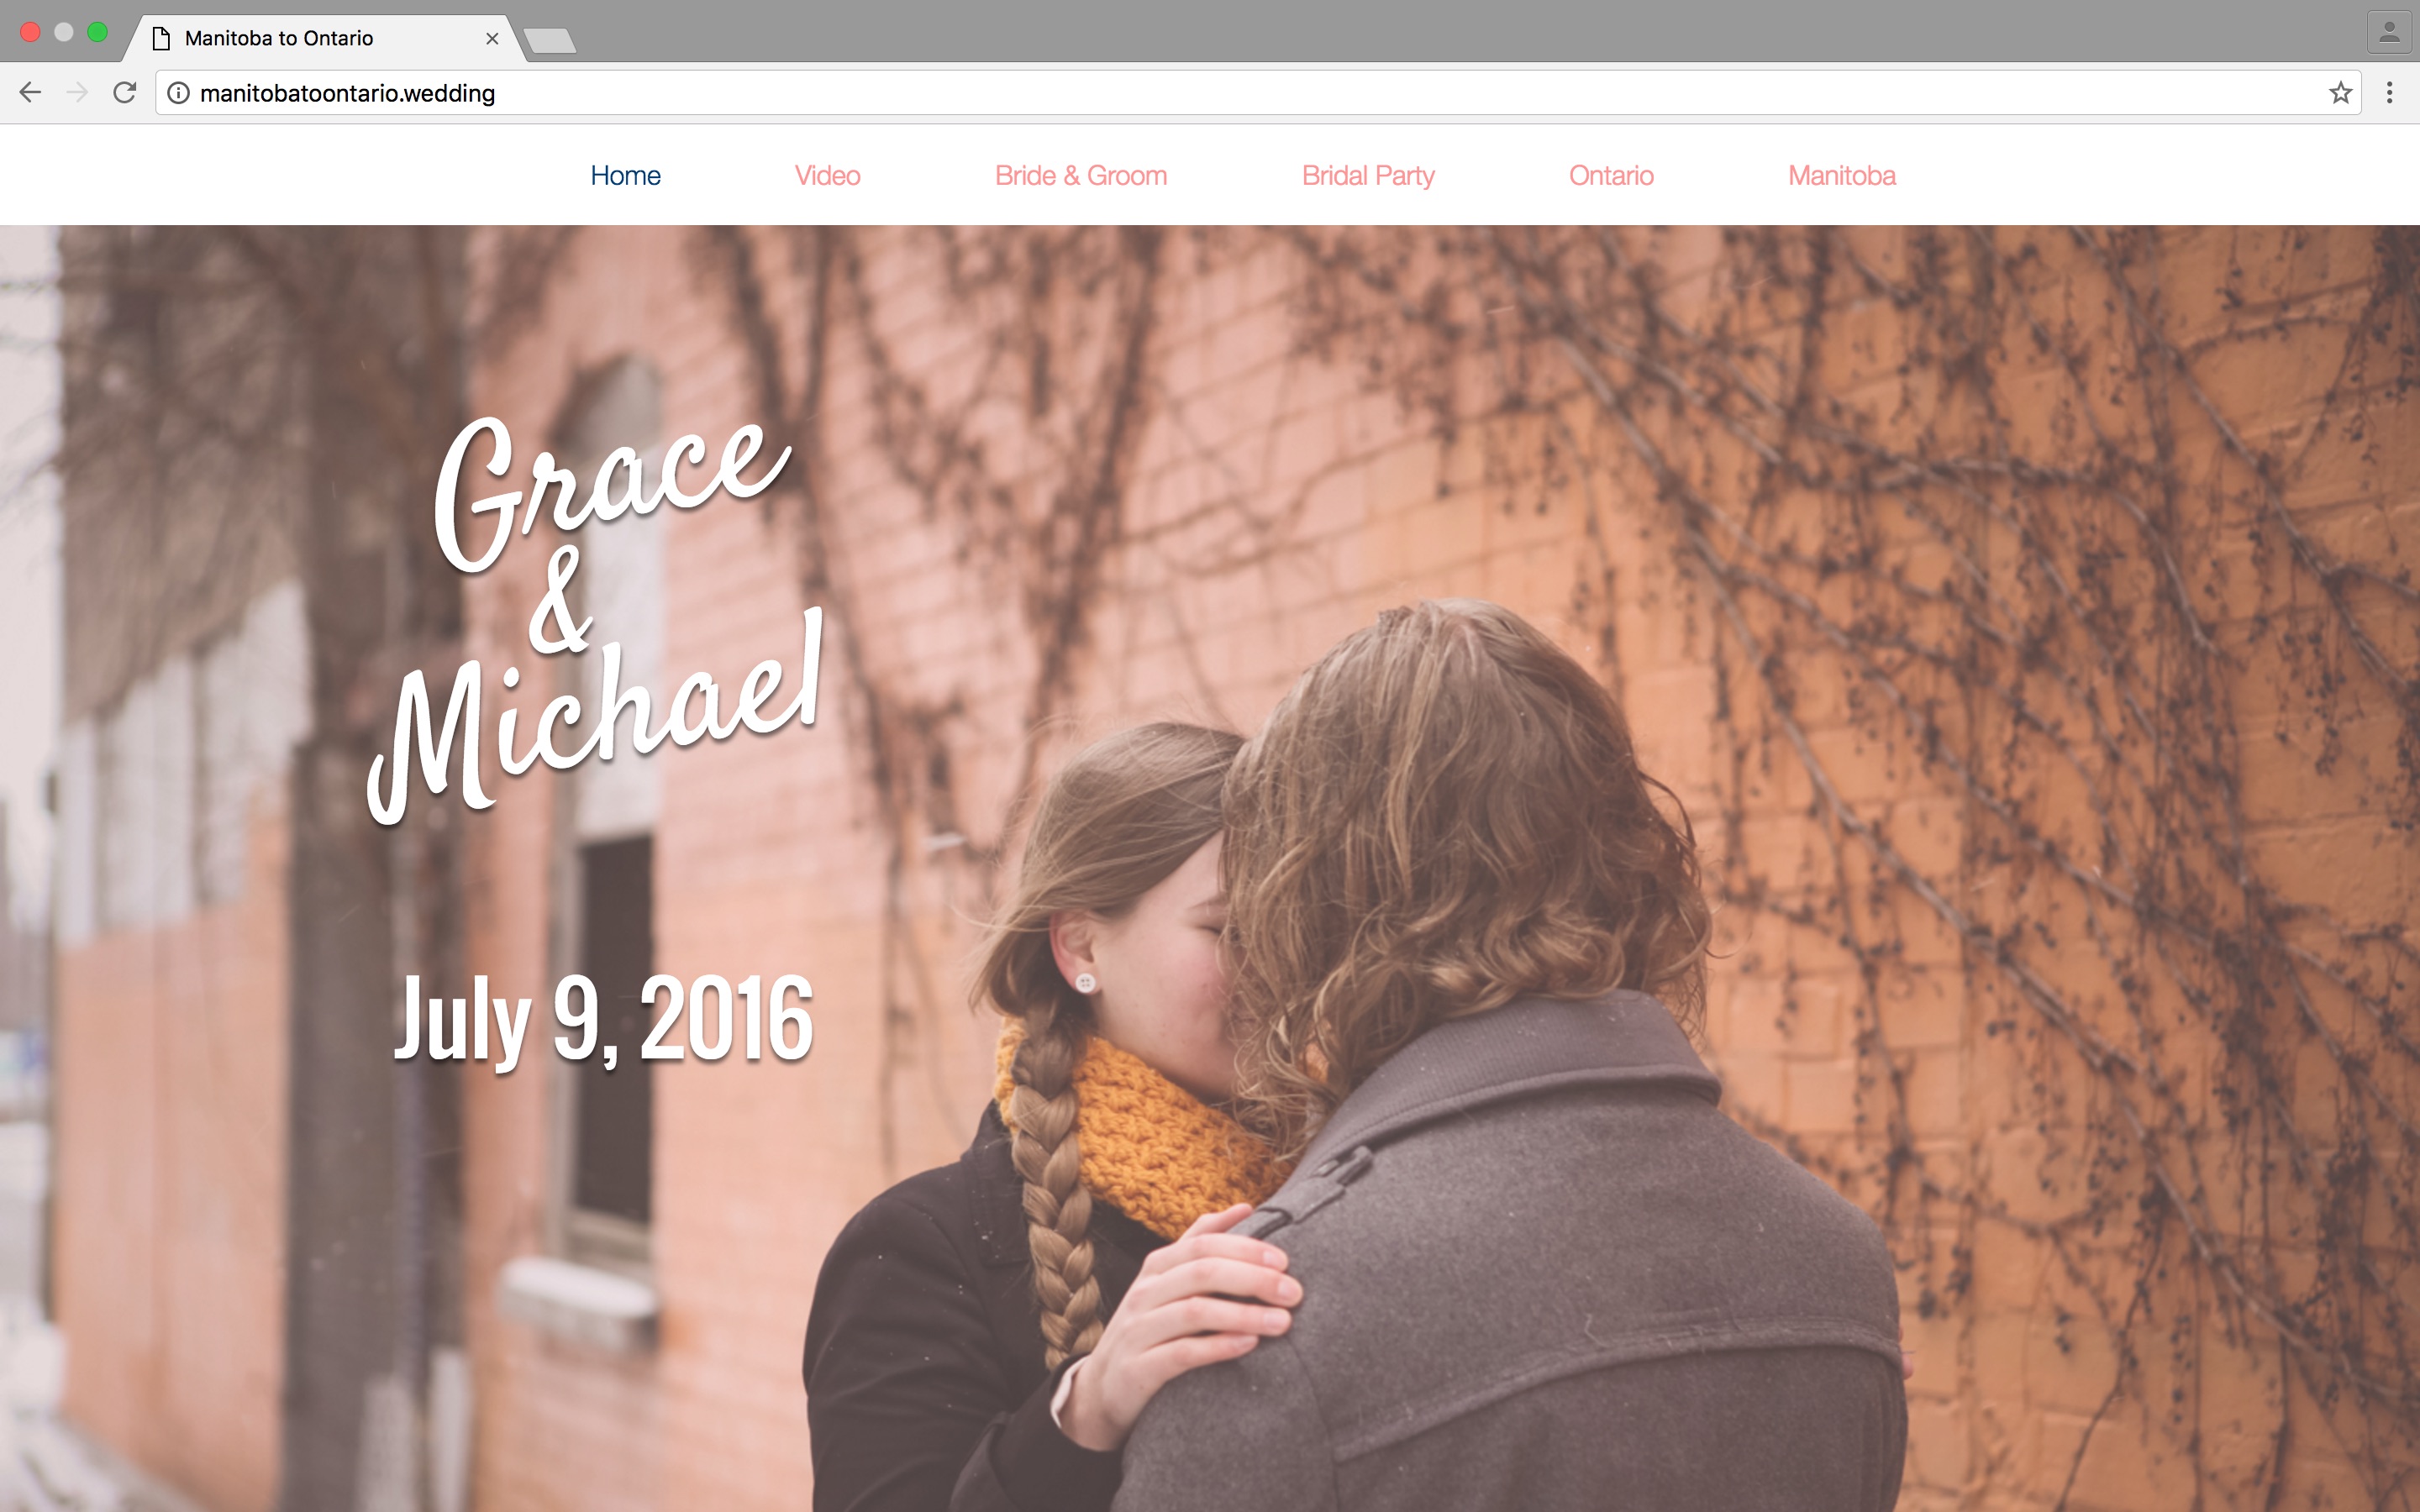 Manitoba to Ontario
manitobatoontario.wedding
Home Video Bride & Groom Bridal Party Ontario Manitoba
Grace
&
Michael
July 9, 2016